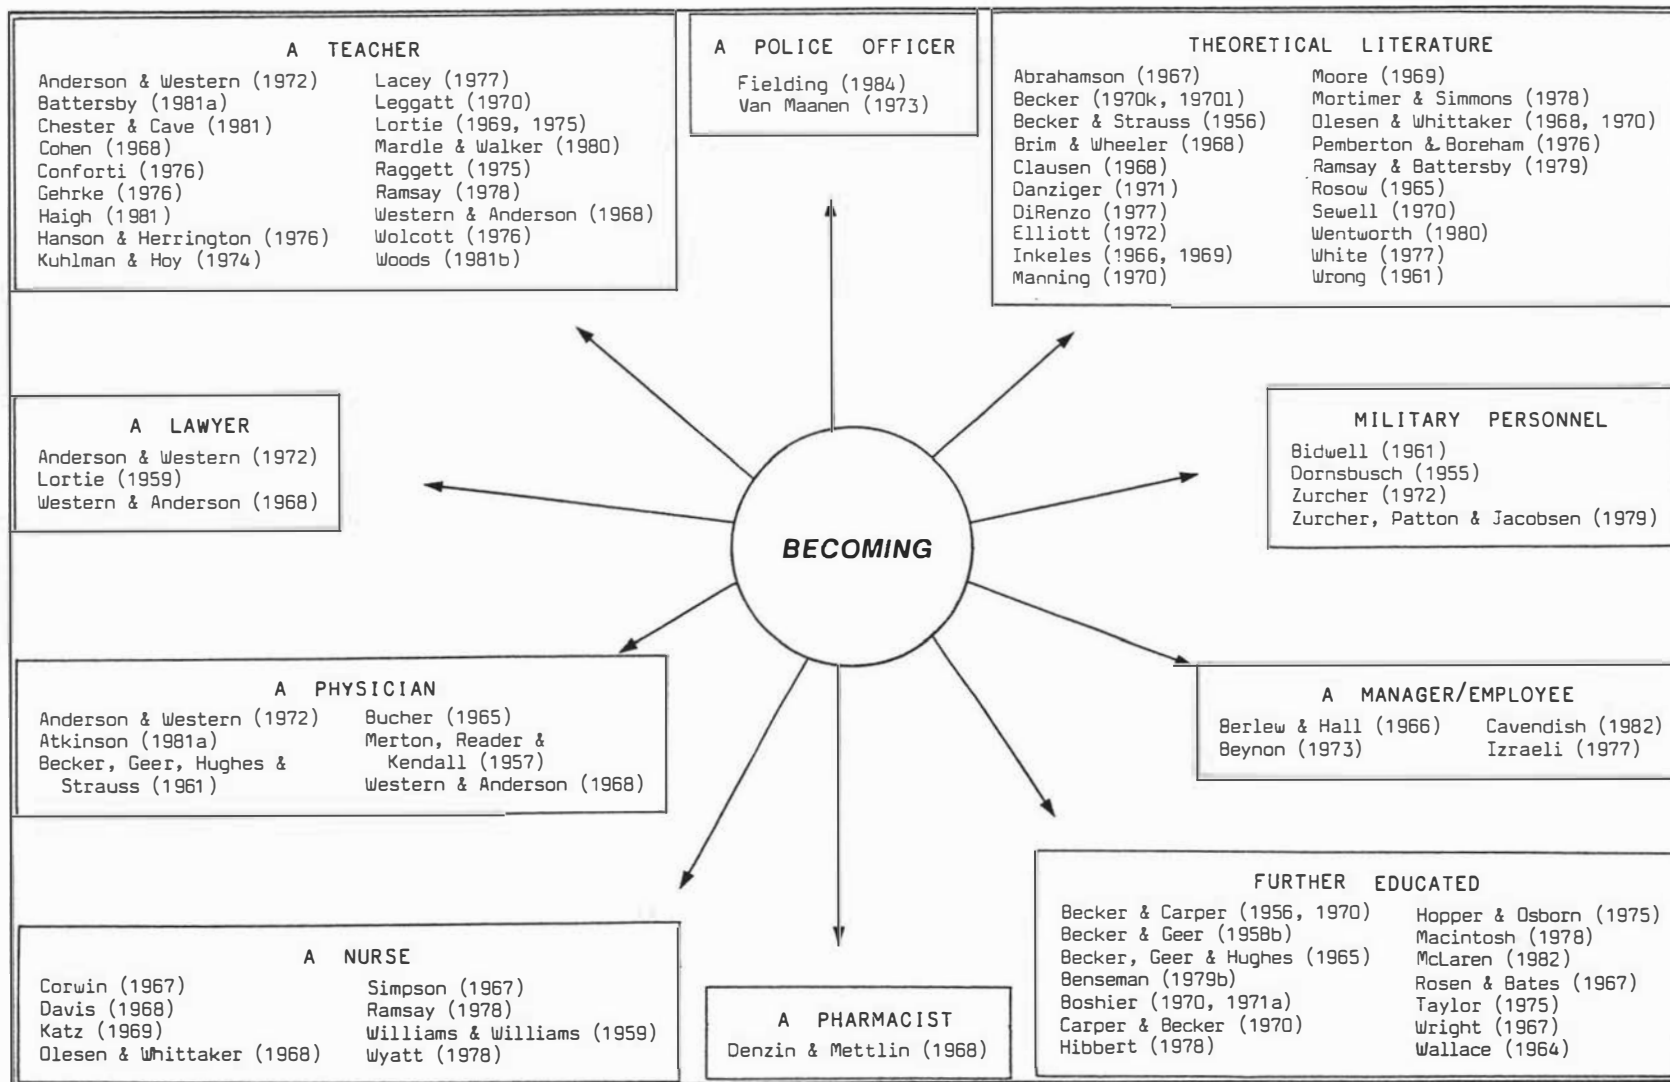 A TEACHER
Anderson & Western (1972)
Battersby (1981a)
Chester & Cave (1981)
Cohen (1968)
Conforti (1976)
Gehrke (1976)
Haigh (1981)
Hanson & Herrington (1976)
Kuhlman & Hoy (1974)
Lacey (1977)
Leggatt (1970)
Lortie (1969, 1975)
Mardle & Walker (1980)
Raggett (1975)
Ramsay (1978)
Western & Anderson (1968)
Wolcott (1976)
Woods (1981b)
A POLICE OFFICER
Fielding (1984)
Van Maanen (1973)
THEORETICAL LITERATURE
Abrahamson (1967)
Becker (1970k, 1970l)
Becker & Strauss (1956)
Brim & Wheeler (1968)
Clausen (1968)
Danziger (1971)
DiRenzo (1977)
Elliott (1972)
Inkeles (1966, 1969)
Manning (1970)
Moore (1969)
Mortimer & Simmons (1978)
Olesen & Whittaker (1968, 1970)
Pemberton & Boreham (1976)
Ramsay & Battersby (1979)
Rosow (1965)
Sewell (1970)
Wentworth (1980)
White (1977)
Wrong (1961)
A LAWYER
Anderson & Western (1972)
Lortie (1959)
Western & Anderson (1968)
MILITARY PERSONNEL
Bidwell (1961)
Dornsbusch (1955)
Zurcher (1972)
Zurcher, Patton & Jacobsen (1979)
BECOMING
A PHYSICIAN
Anderson & Western (1972)
Atkinson (1981a)
Becker, Geer, Hughes &
Strauss (1961)
Bucher (1965)
Merton, Reader &
Kendall (1957)
Western & Anderson (1968)
A MANAGER/EMPLOYEE
Berlew & Hall (1966)
Beynon (1973)
Cavendish (1982)
Izraeli (1977)
A NURSE
Corwin (1967)
Davis (1968)
Katz (1969)
Olesen & Whittaker (1968)
Simpson (1967)
Ramsay (1978)
Williams & Williams (1959)
Wyatt (1978)
A PHARMACIST
Denzin & Mettlin (1968)
FURTHER EDUCATED
Becker & Carper (1956, 1970)
Becker & Geer (1958b)
Becker, Geer & Hughes (1965)
Benseman (1979b)
Boshier (1970, 1971a)
Carper & Becker (1970)
Hibbert (1978)
Hopper & Osborn (1975)
Macintosh (1978)
McLaren (1982)
Rosen & Bates (1967)
Taylor (1975)
Wright (1967)
Wallace (1964)